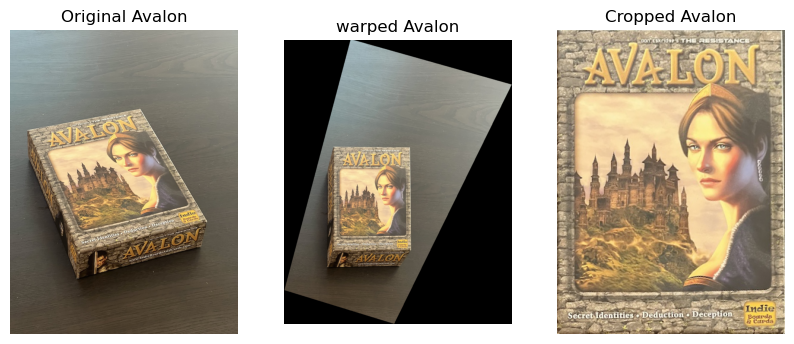 Original Avalon
AVALON
AVALON
warped Avalon
AVALON
AVALON
Cropped Avalon
THE RESISTANCE
AVALON
Secret Identities • Deduction • Deception
Indie
Boards
& Cards